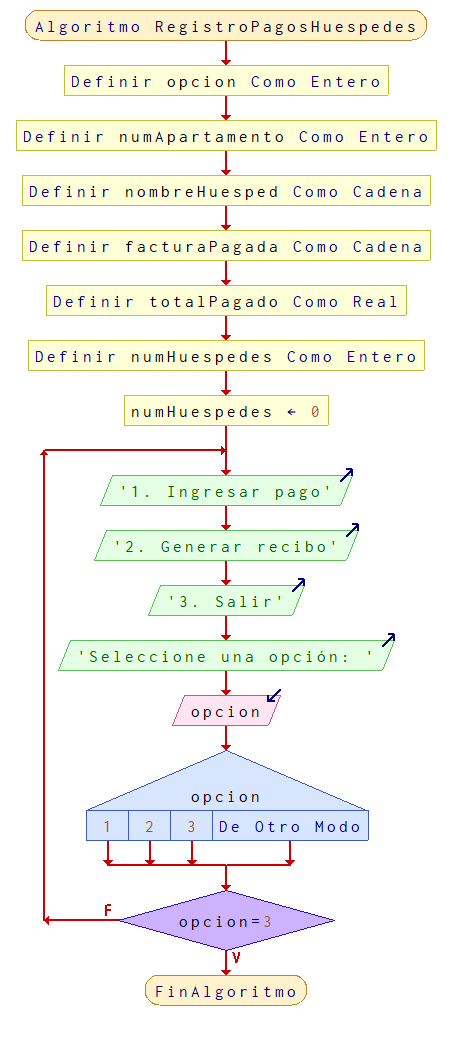 Algoritmo RegistroPagosHuespedes
Definir opcion Como Entero
Definir numApartamento Como Entero
Definir nombreHuesped Como Cadena
Definir facturaPagada Como Cadena
Definir totalPagado Como Real
Definir numHuespedes Como Entero
numHuespedes ← 0
'1. Ingresar pago'
'2. Generar recibo'
'3. Salir'
'Seleccione una opción: '
opcion
opcion
1 2 3 De Otro Modo
F
opcion=3
V
FinAlgoritmo